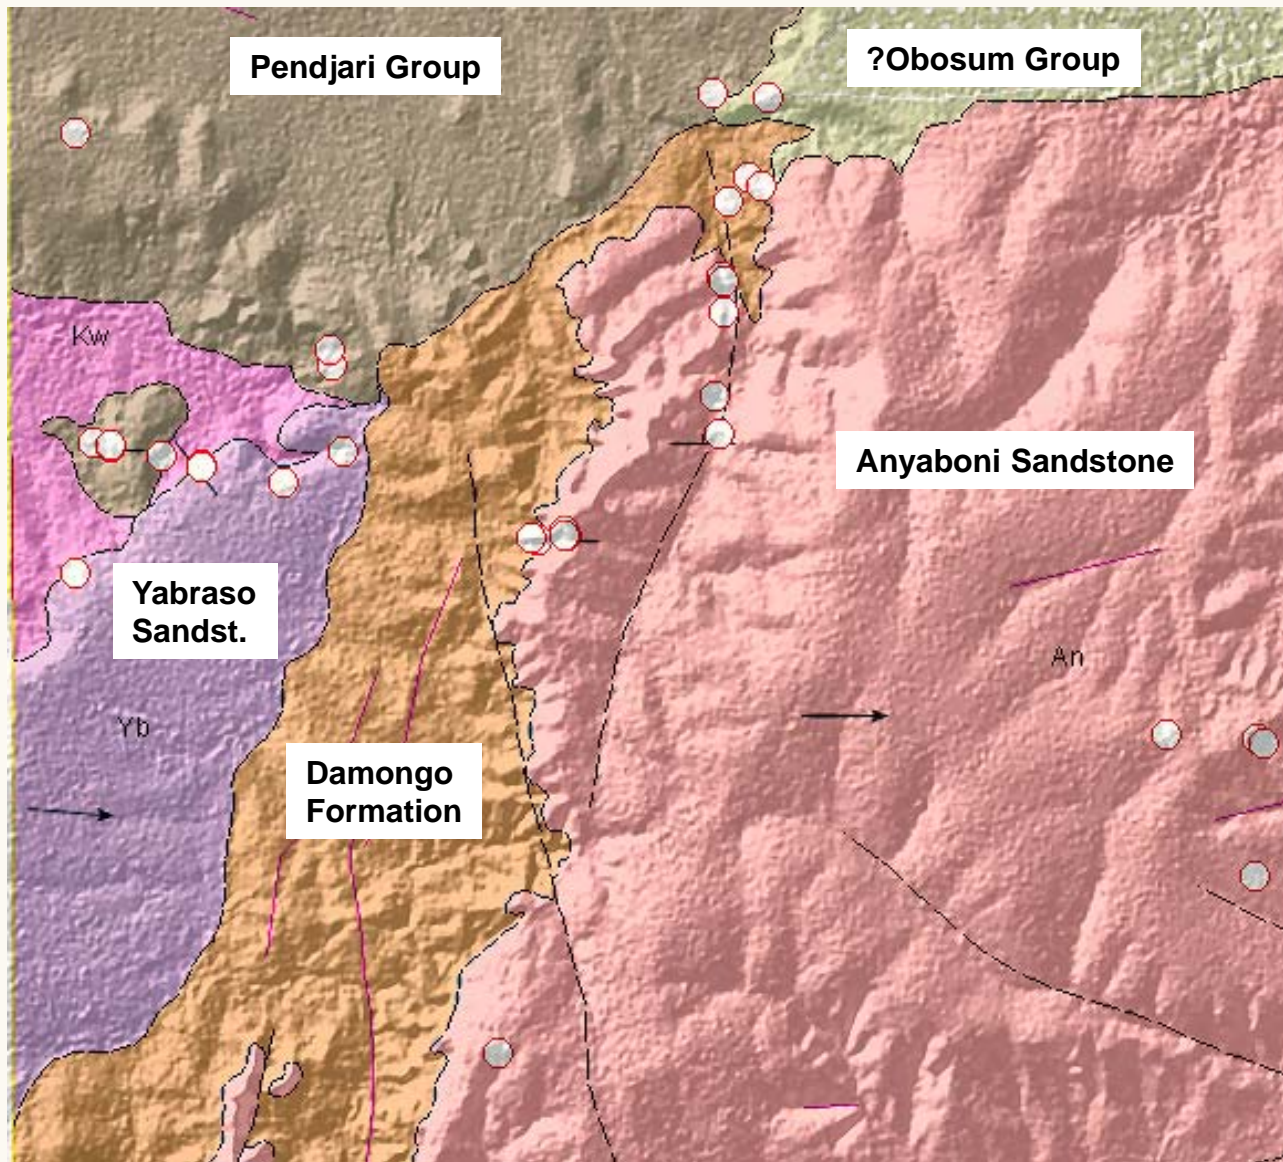 Pendjari Group
?Obosum Group
Kw
Anyaboni Sandstone
Yabraso
Sandst.
An
Yb
Damongo
Formation